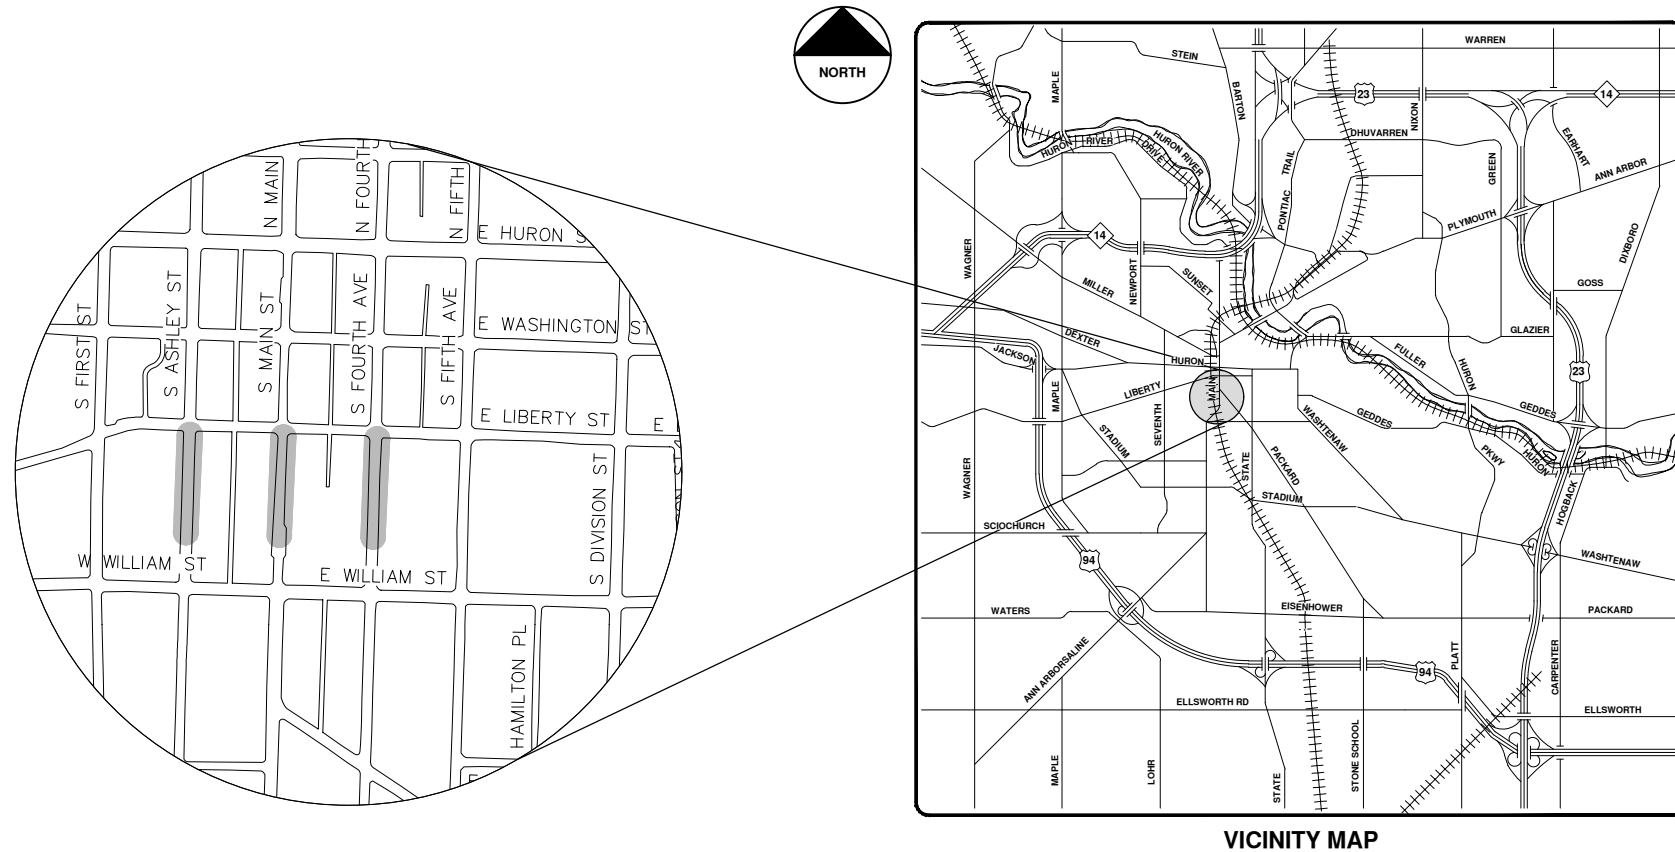 NORTH
N MAIN
N FOURTH
N FIFTH
E HURON S
S ASHLEY ST
S FIRST ST
S MAIN ST
S FOURTH AVE
S FIFTH AVE
E WASHINGTON ST
E LIBERTY ST
E
S DIVISION ST
W WILLIAM ST
E WILLIAM ST
HAMILTON PL
E
WARREN
STEIN
MAPLE
BARTON
23
NIXON
14
DHUVARREN
EARHART
GREEN
ANN ARBOR
HURON RIVER DRIVE
HURON RIVER
PONTIAC TRAIL
PLYMOUTH
DIXBORO
14
WAGNER
NEWPORT
MILLER
SUNSET
GOSS
GLAZIER
DEXTER
JACKSON
HURON
FULLER
HURON
23
MAPLE
LIBERTY
MAIN
SEVENTH
STADIUM
WASHTENAW
GEDDES
GEDDES
PKWY
HURON
WAGNER
STATE
PACKARD
STADIUM
HOGBACK
SCIOCHURCH
94
WASHTENAW
WATERS
EISENHOWER
PACKARD
ANN ARBORSALINE
PLATT
CARPENTER
94
ELLSWORTH RD
ELLSWORTH
MAPLE
LOHR
STATE
STONE SCHOOL
VICINITY MAP